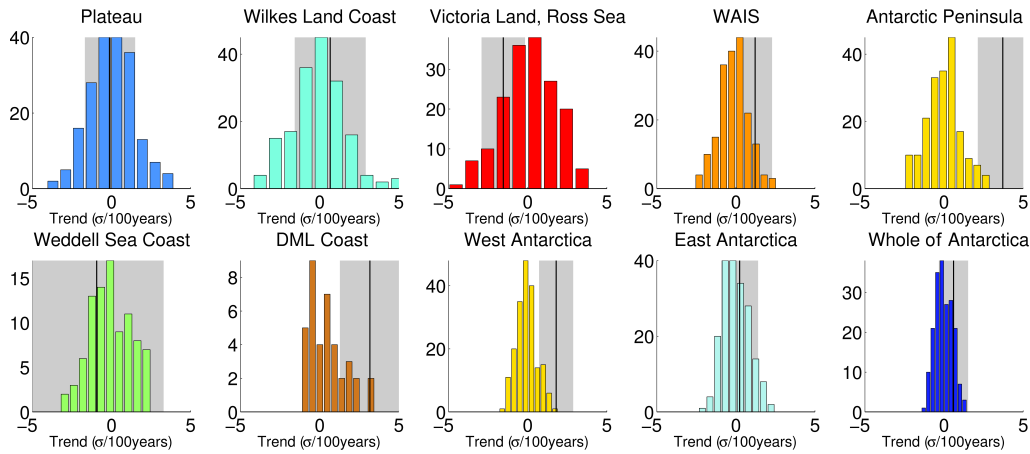 Plateau
Wilkes Land Coast
Victoria Land, Ross Sea
WAIS
Antarctic Peninsula
40
20
0
−5 0 5
Trend (σ/100years)
40
20
0
−5 0 5
Trend (σ/100years)
30
20
10
0
−5 0 5
Trend (σ/100years)
40
30
20
10
0
−5 0 5
Trend (σ/100years)
40
20
0
−5 0 5
Trend (σ/100years)
Weddell Sea Coast
DML Coast
West Antarctica
East Antarctica
Whole of Antarctica
15
10
5
0
−5 0 5
Trend (σ/100years)
8
6
4
2
0
−5 0 5
Trend (σ/100years)
40
20
0
−5 0 5
Trend (σ/100years)
40
20
0
−5 0 5
Trend (σ/100years)
30
20
10
0
−5 0 5
Trend (σ/100years)